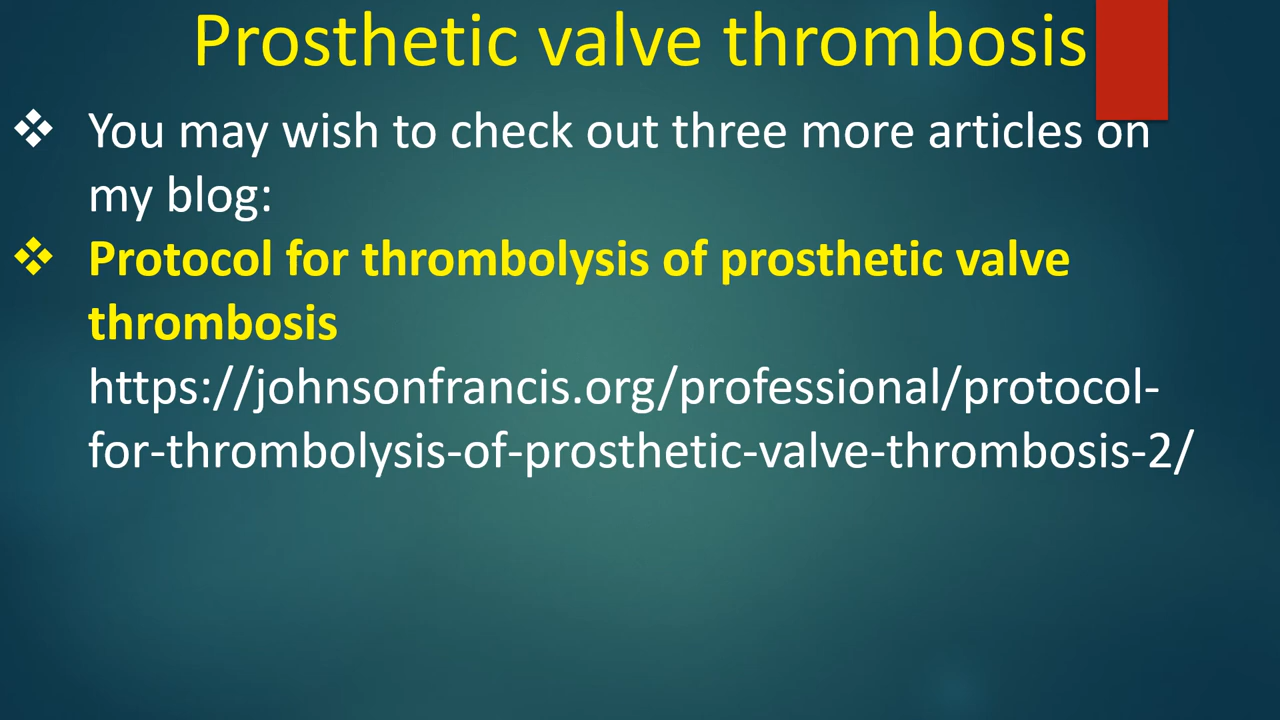 Prosthetic valve thrombosis
❖ You may wish to check out three more articles on
my blog:
❖ Protocol for thrombolysis of prosthetic valve
thrombosis
https://johnsonfrancis.org/professional/protocol-
for-thrombolysis-of-prosthetic-valve-thrombosis-2/